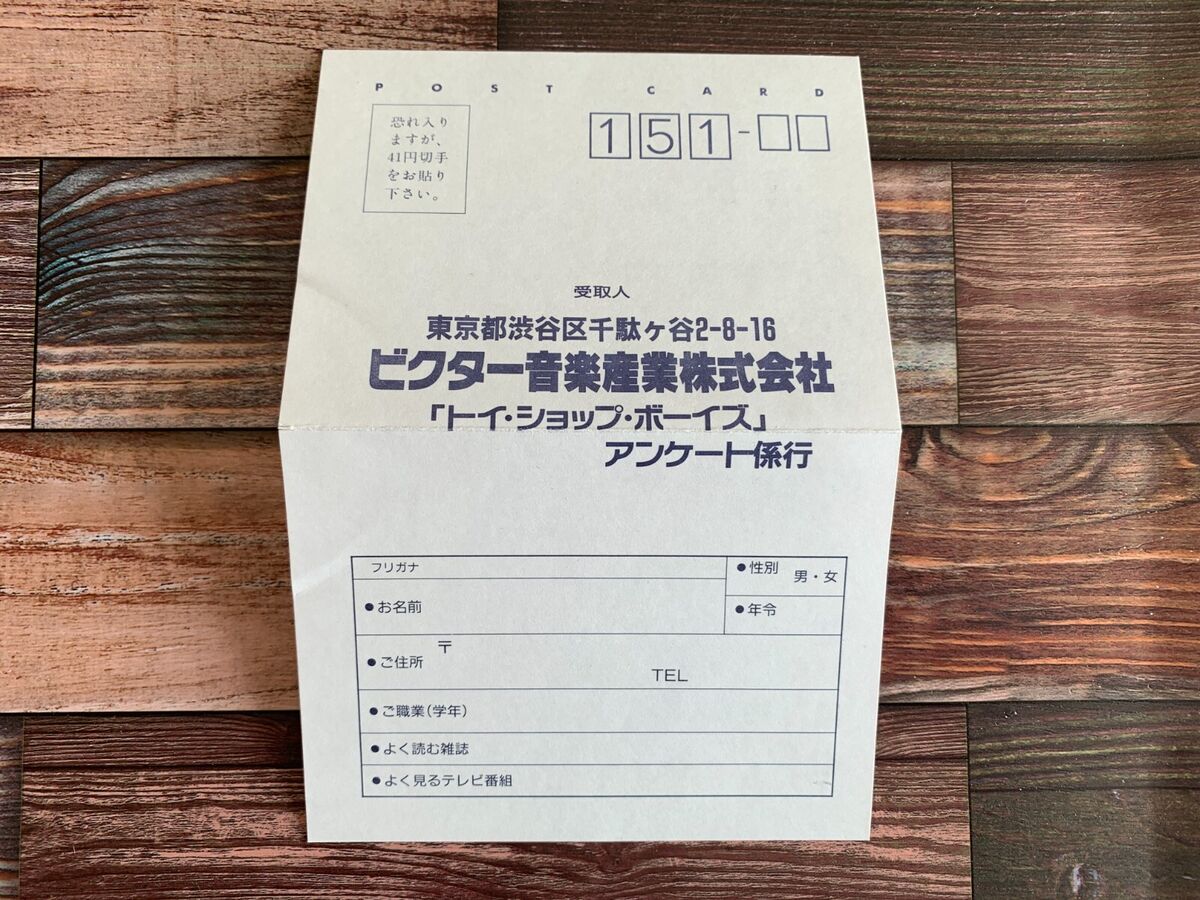 POST CARD
恐れ入り
ますが、
41円切手
をお貼り
下さい。
151-
受取人
東京都渋谷区千駄ヶ谷2-8-16
ビクター音楽産業株式会社
「トイ・ショップ・ボーイズ」
アンケート係行
フリガナ
●お名前
●性別 男・女
●年令
●ご住所 〒
TEL
●ご職業(学年)
●よく読む雑誌
●よく見るテレビ番組